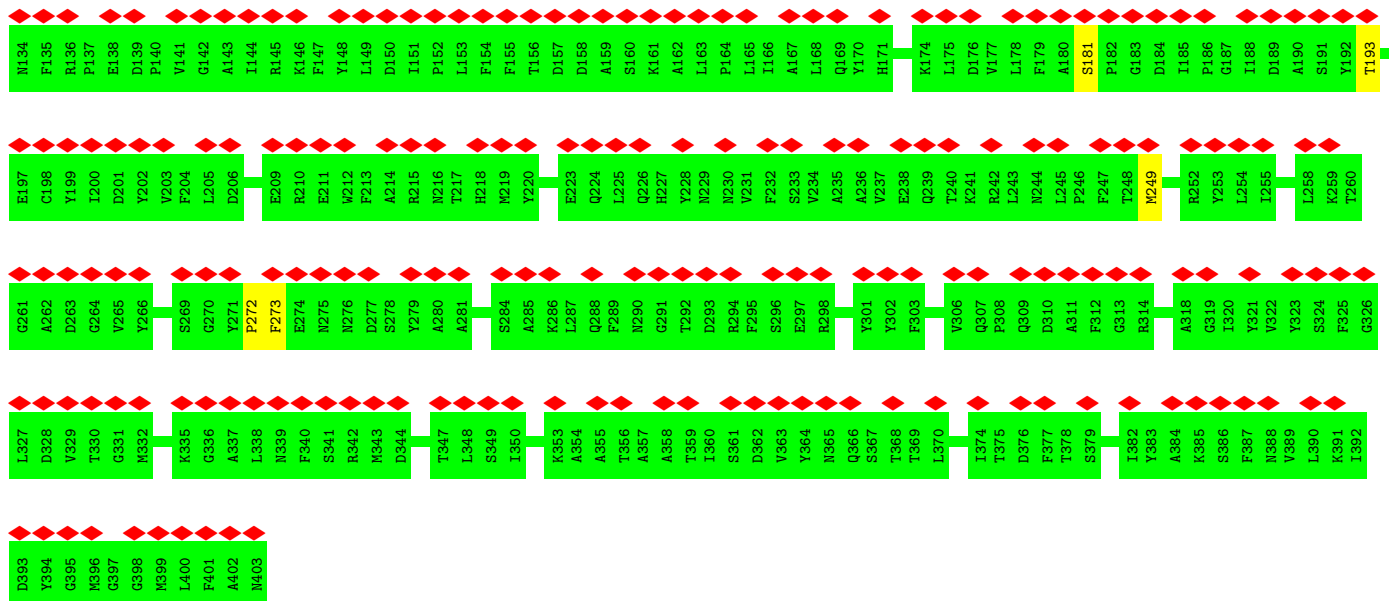 N134 F135 R136 P137 E138 D139 P140 V141 G142 A143 I144 R145 K146 F147 Y148 L149 D150 I151 P152 L153 F154 F155 T156 D157 D158 A159 S160 K161 A162 L163 P164 L165 I166 A167 L168 Q169 Y170 H171 K174 L175 D176 V177 L178 F179 A180 S181 P182 G183 D184 I185 P186 G187 I188 D189 A190 S191 Y192 T193
E197 C198 Y199 I200 D201 Y202 V203 F204 L205 D206 E209 R210 E211 W212 F213 A214 R215 N216 T217 H218 M219 Y220 E223 Q224 L225 Q226 H227 Y228 N229 N230 V231 F232 S233 V234 A235 A236 V237 E238 Q239 T240 K241 R242 L243 N244 L245 P246 F247 T248 M249 R252 Y253 L254 I255 L258 K259 T260
G261 A262 D263 G264 V265 Y266 S269 G270 Y271 P272 F273 E274 N275 N276 D277 S278 Y279 A280 A281 S284 A285 K286 L287 Q288 F289 N290 G291 T292 D293 R294 F295 S296 E297 R298 Y301 Y302 F303 V306 Q307 P308 Q309 D310 A311 F312 G313 R314 A318 G319 I320 Y321 V322 Y323 S324 F325 G326
L327 D328 V329 T330 G331 M332 K335 G336 A337 L338 N339 F340 S341 R342 M343 D344 T347 L348 S349 I350 K353 A354 A355 T356 A357 A358 T359 I360 S361 D362 V363 Y364 N365 Q366 S367 T368 T369 L370 I374 T375 D376 F377 T378 S379 I382 Y383 A384 K385 S386 F387 N388 V389 L390 K391 I392
D393 Y394 G395 M396 G397 G398 M399 L400 F401 A402 N403